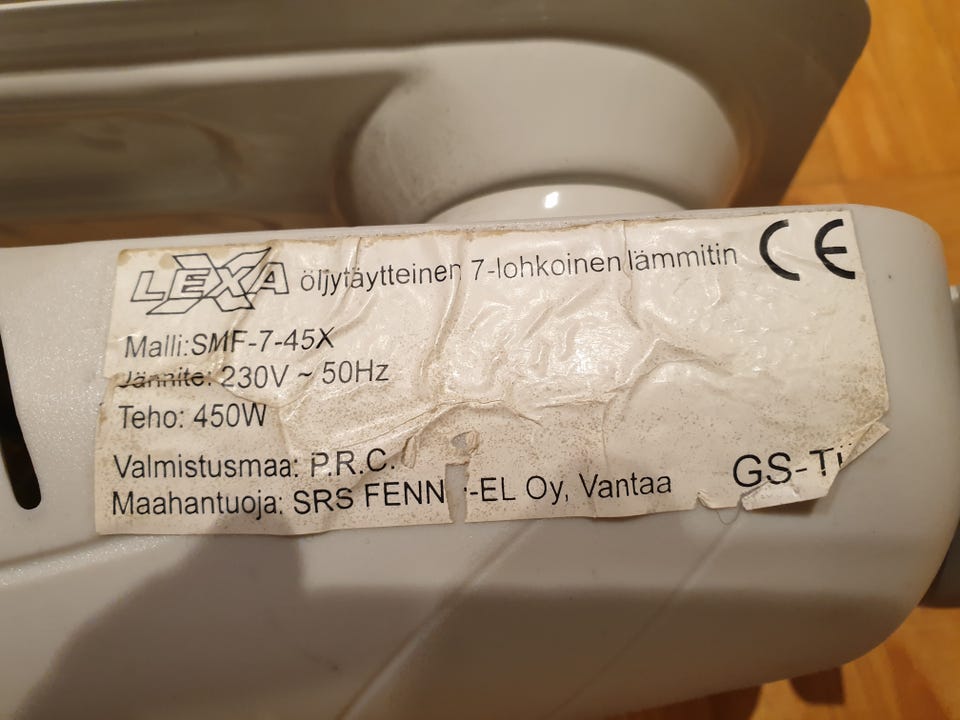 LEXA öljytäytteinen 7-lohkoinen lämmitin CE
Malli:SMF-7-45X
Jännite: 230V ~ 50Hz
Teho: 450W
Valmistusmaa: P.R.C.
Maahantuoja: SRS FENN -EL Oy, Vantaa